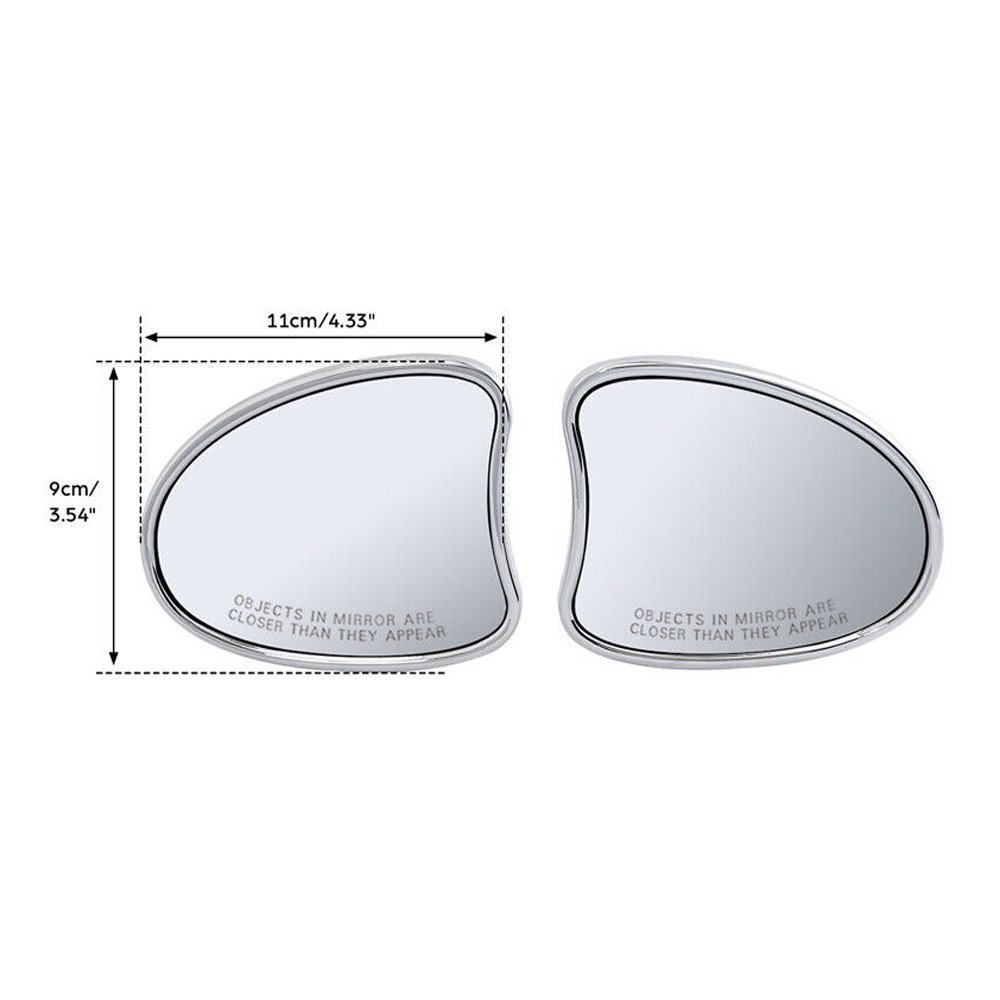 11cm/4.33"
9cm/
3.54"
OBJECTS IN MIRROR ARE
CLOSER THAN THEY APPEAR
OBJECTS IN MIRROR ARE
CLOSER THAN THEY APPEAR